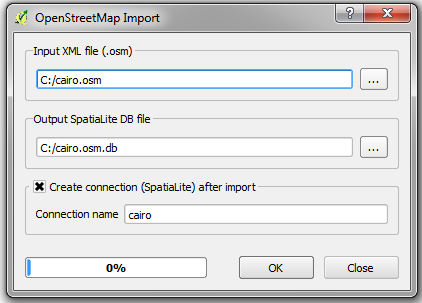 OpenStreetMap Import
Input XML file (.osm)
C:/cairo.osm
...
Output SpatiaLite DB file
C:/cairo.osm.db
...
Create connection (SpatiaLite) after import
Connection name cairo
0% OK Close